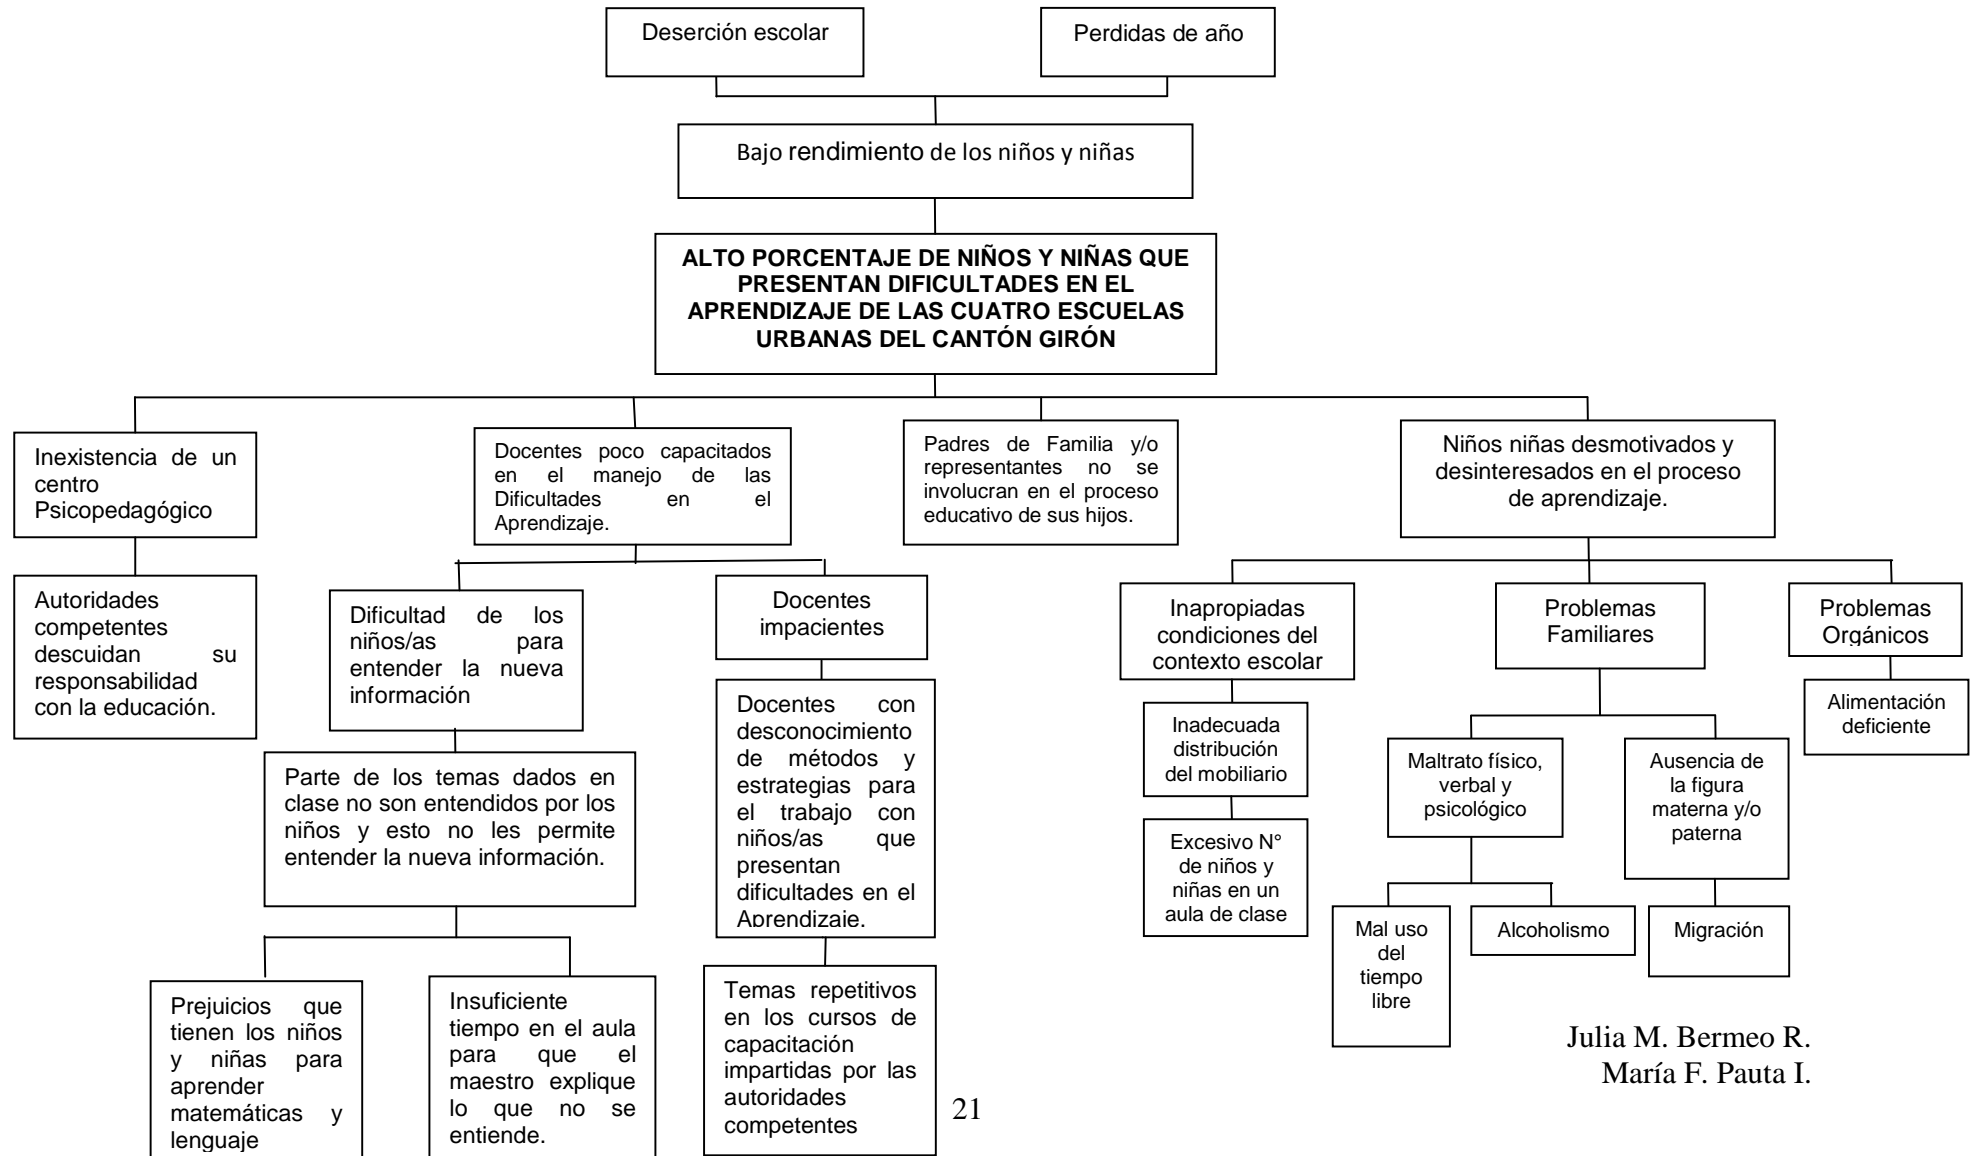 Deserción escolar
Perdidas de año
Bajo rendimiento de los niños y niñas
ALTO PORCENTAJE DE NIÑOS Y NIÑAS QUE
PRESENTAN DIFICULTADES EN EL
APRENDIZAJE DE LAS CUATRO ESCUELAS
URBANAS DEL CANTÓN GIRÓN
Inexistencia de un
centro
Psicopedagógico
Docentes poco capacitados
en el manejo de las
Dificultades en el
Aprendizaje.
Padres de Familia y/o
representantes no se
involucran en el proceso
educativo de sus hijos.
Niños niñas desmotivados y
desinteresados en el proceso
de aprendizaje.
Autoridades
competentes
descuidan su
responsabilidad
con la educación.
Dificultad de los
niños/as para
entender la nueva
información
Docentes
impacientes
Inapropiadas
condiciones del
contexto escolar
Problemas
Familiares
Problemas
Orgánicos
Parte de los temas dados en
clase no son entendidos por los
niños y esto no les permite
entender la nueva información.
Docentes con
desconocimiento
de métodos y
estrategias para
el trabajo con
niños/as que
presentan
dificultades en el
Aprendizaje.
Inadecuada
distribución
del mobiliario
Maltrato físico,
verbal y
psicológico
Ausencia de
la figura
materna y/o
paterna
Alimentación
deficiente
Excesivo N°
de niños y
niñas en un
aula de clase
Mal uso
del
tiempo
libre
Alcoholismo
Migración
Prejuicios que
tienen los niños
y niñas para
aprender
matemáticas y
lenguaje
Insuficiente
tiempo en el aula
para que el
maestro explique
lo que no se
entiende.
Temas repetitivos
en los cursos de
capacitación
impartidas por las
autoridades
competentes
Julia M. Bermeo R.
María F. Pauta I.
21